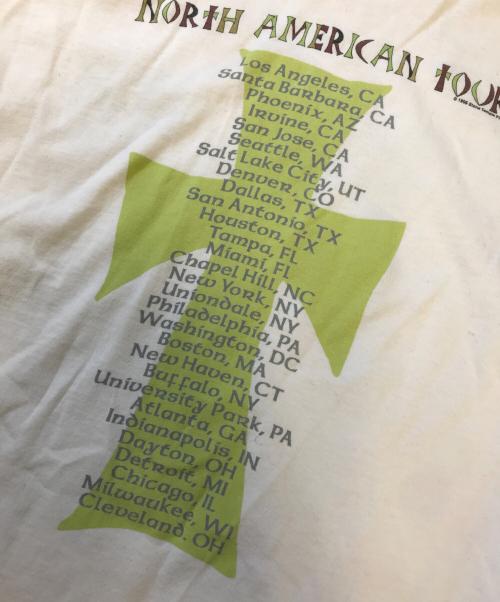 NORTH AMERICAN TOUR
Los Angeles, CA
Santa Barbara, CA
Phoenix, AZ
Irvine, CA
San Jose, CA
Seattle, WA
Salt Lake City, UT
Denver, CO
Dallas, TX
San Antonio, TX
Houston, TX
Tampa, FL
Miami, FL
Chapel Hill, NC
New York, NY
Uniondale, NY
Philadelphia, PA
Washington, DC
Boston, MA
New Haven, CT
Buffalo, NY
University Park, PA
Atlanta, GA
Indianapolis, IN
Dayton, OH
Detroit, MI
Chicago, IL
Milwaukee, WI
Cleveland, OH